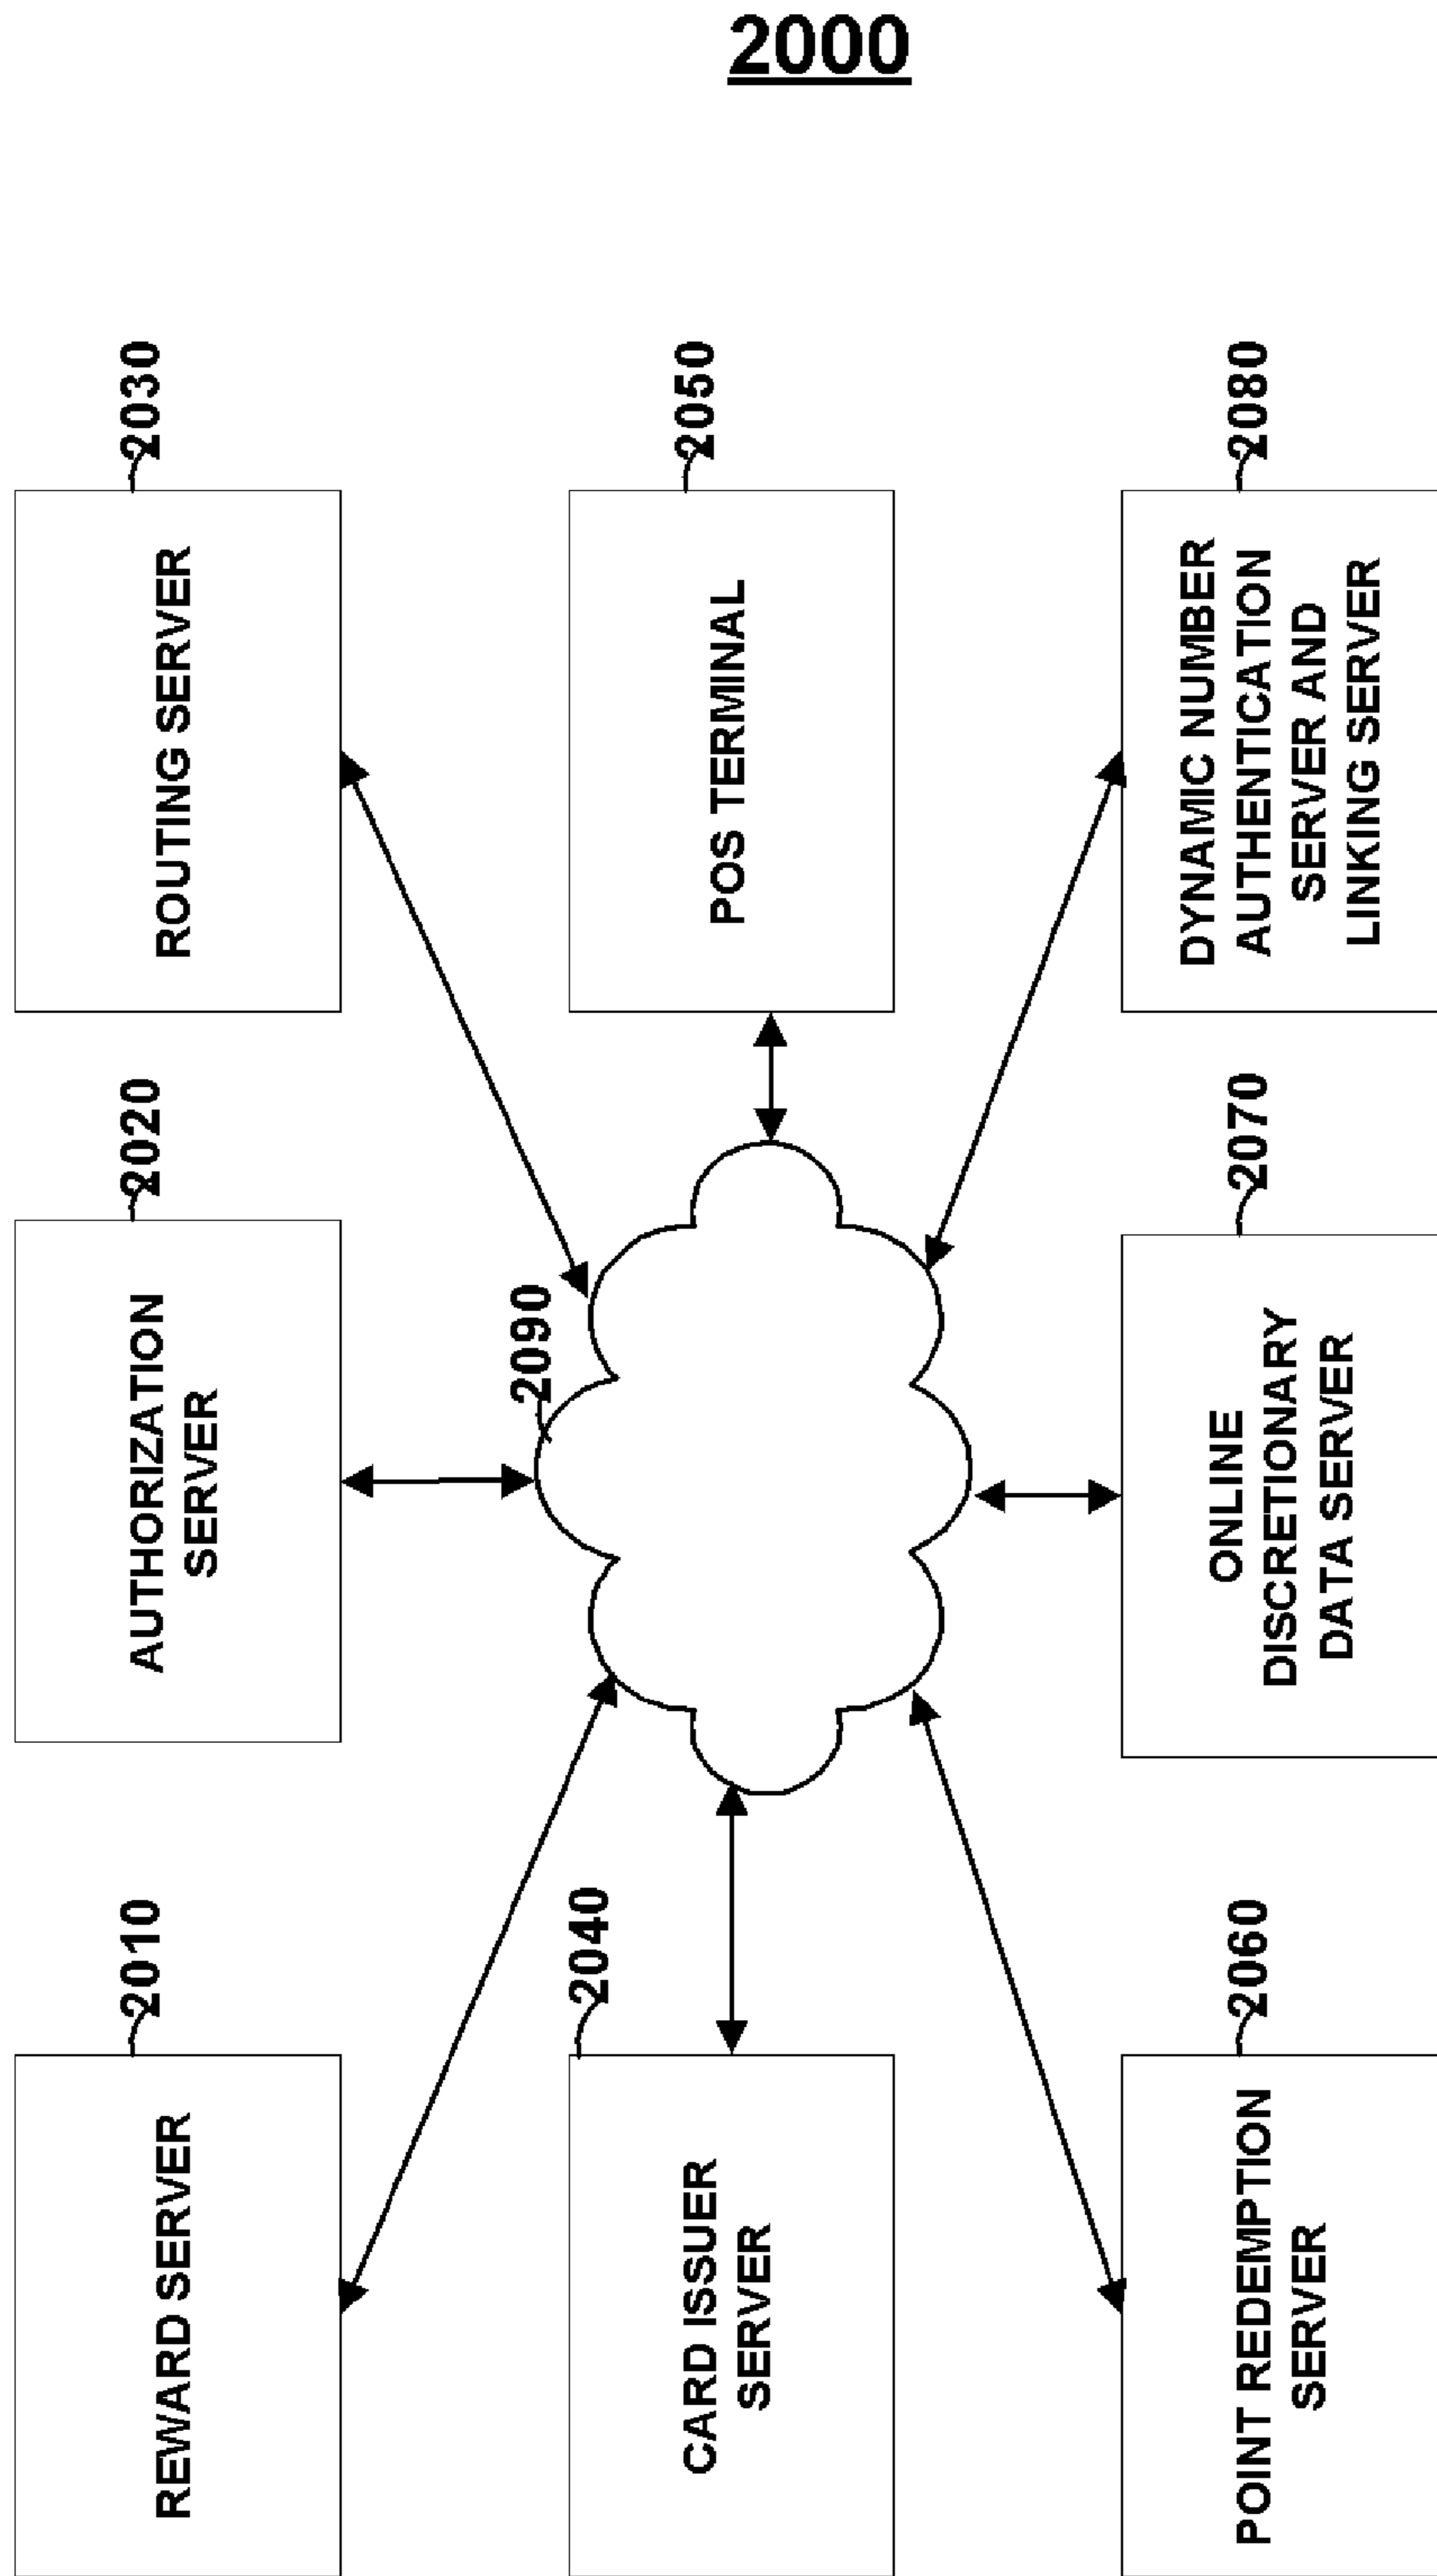 2000
2010
REWARD SERVER
2020
AUTHORIZATION
SERVER
2030
ROUTING SERVER
2040
CARD ISSUER
SERVER
2090
2050
POS TERMINAL
2060
POINT REDEMPTION
SERVER
2070
ONLINE
DISCRETIONARY
DATA SERVER
2080
DYNAMIC NUMBER
AUTHENTICATION
SERVER AND
LINKING SERVER